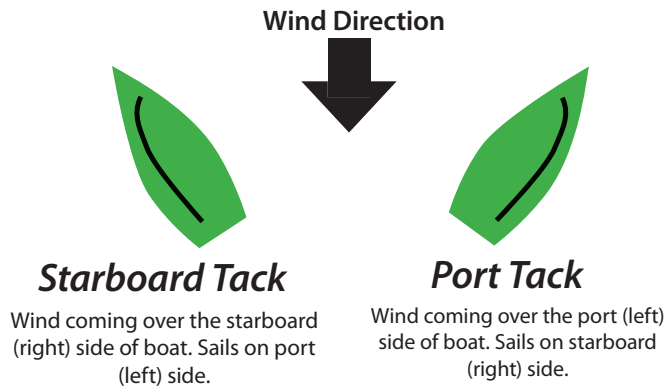 Wind Direction
Starboard Tack
Wind coming over the starboard
(right) side of boat. Sails on port
(left) side.
Port Tack
Wind coming over the port (left)
side of boat. Sails on starboard
(right) side.